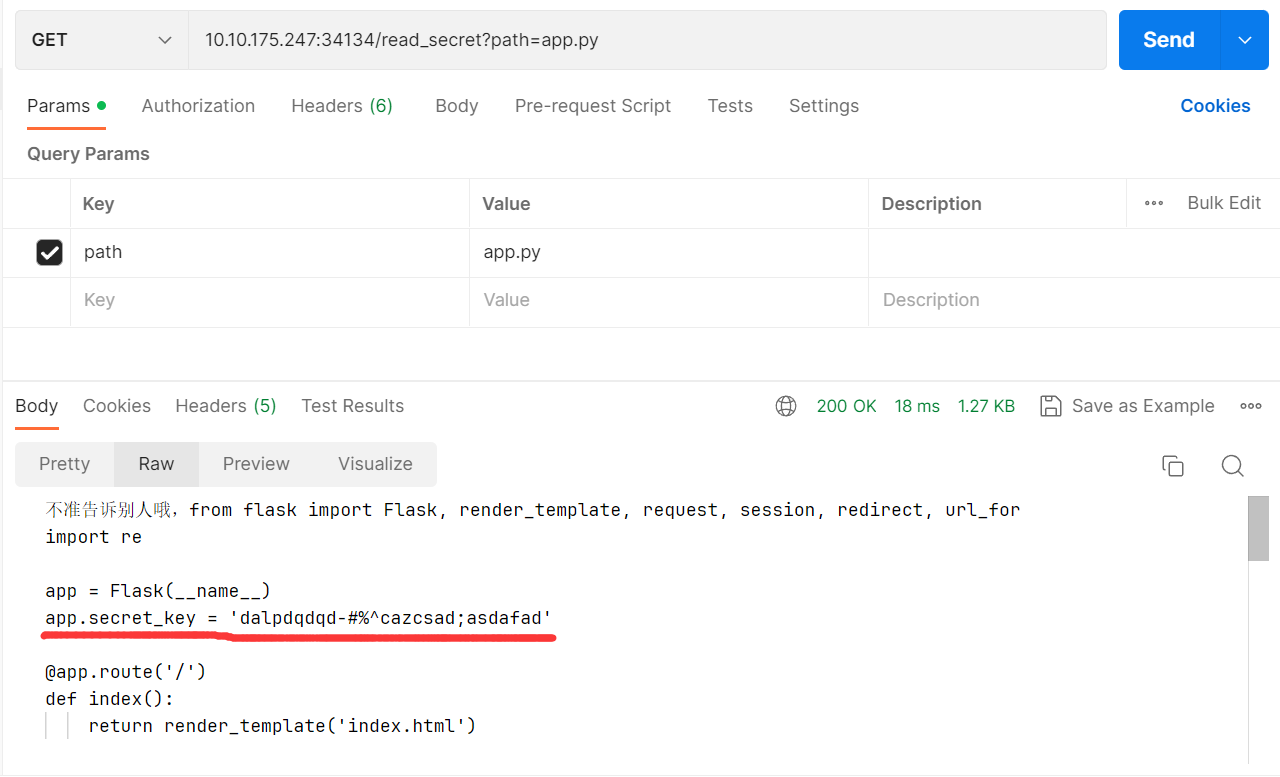 GET 10.10.175.247:34134/read_secret?path=app.py Send
Params Authorization Headers (6) Body Pre-request Script Tests Settings Cookies
Query Params
Key Value Description Bulk Edit
path app.py
Key Value Description
Body Cookies Headers (5) Test Results 200 OK 18 ms 1.27 KB Save as Example
Pretty Raw Preview Visualize
不准告诉别人哦，from flask import Flask, render_template, request, session, redirect, url_for
import re
app = Flask(__name__)
app.secret_key = 'dalpdqdqd-#%^cazcsad;asdafad'
@app.route('/')
def index():
    return render_template('index.html')